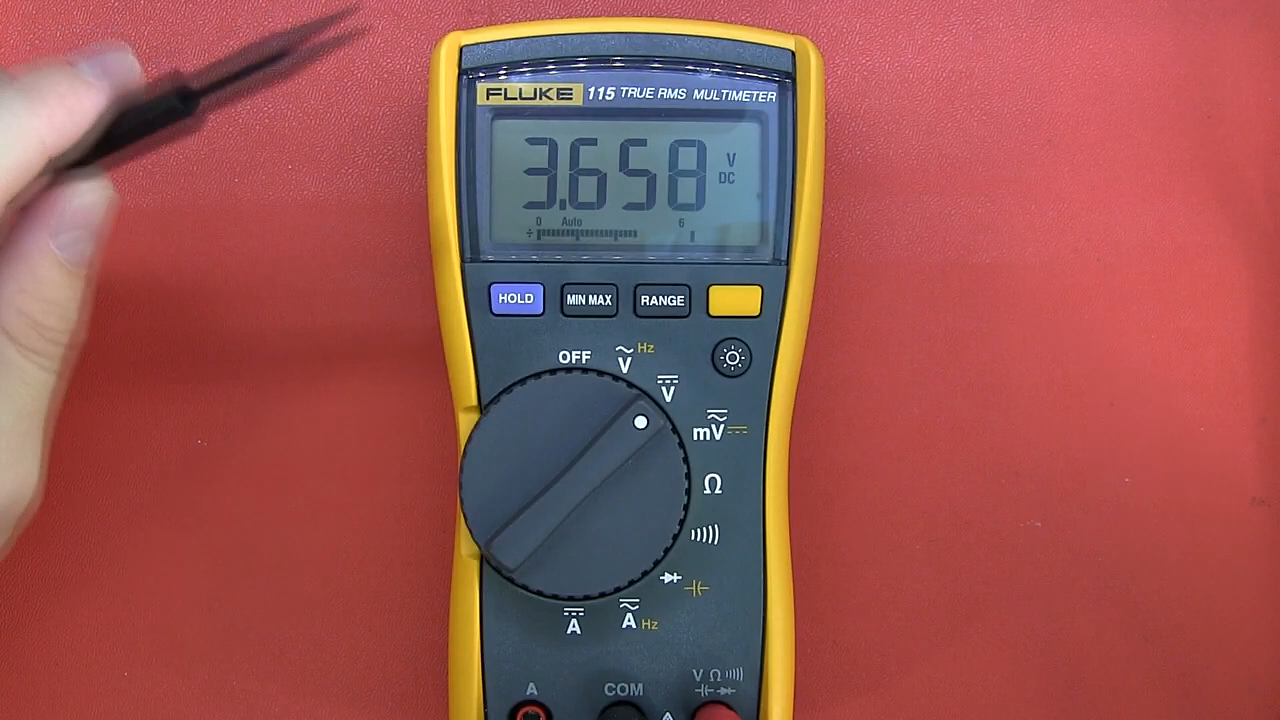 FLUKE 115 TRUE RMS MULTIMETER
3.658 V DC
0 Auto 6
HOLD MIN MAX RANGE
OFF
V Hz
V
mV
Ω
A
A Hz
A COM V Ω